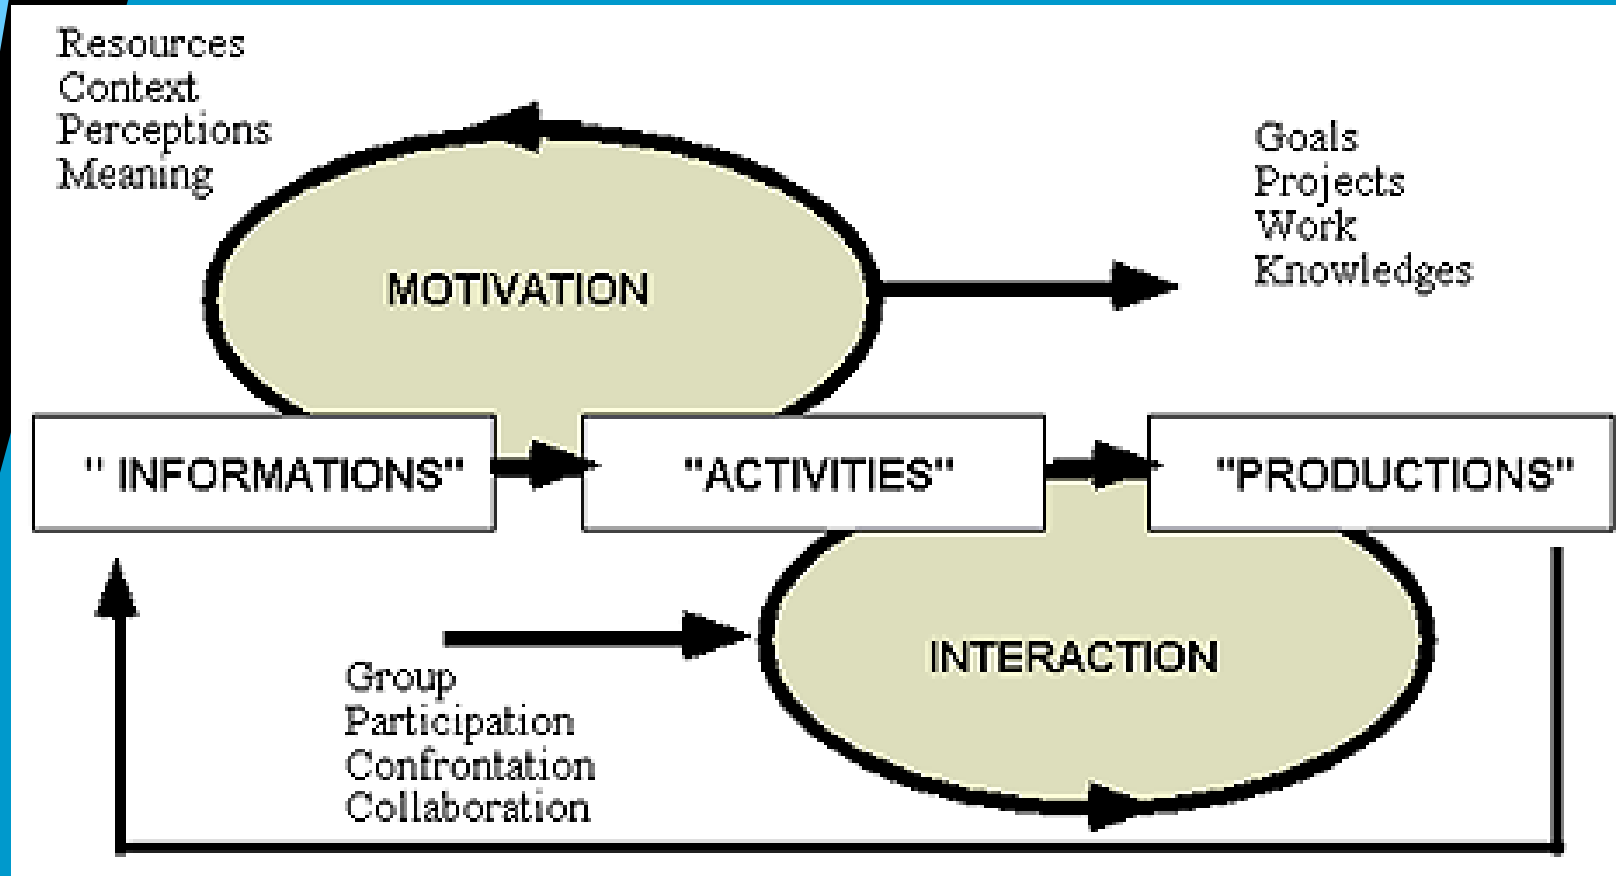 Resources
Context
Perceptions
Meaning
Goals
Projects
Work
Knowledges
MOTIVATION
" INFORMATIONS"
"ACTIVITIES"
"PRODUCTIONS"
INTERACTION
Group
Participation
Confrontation
Collaboration